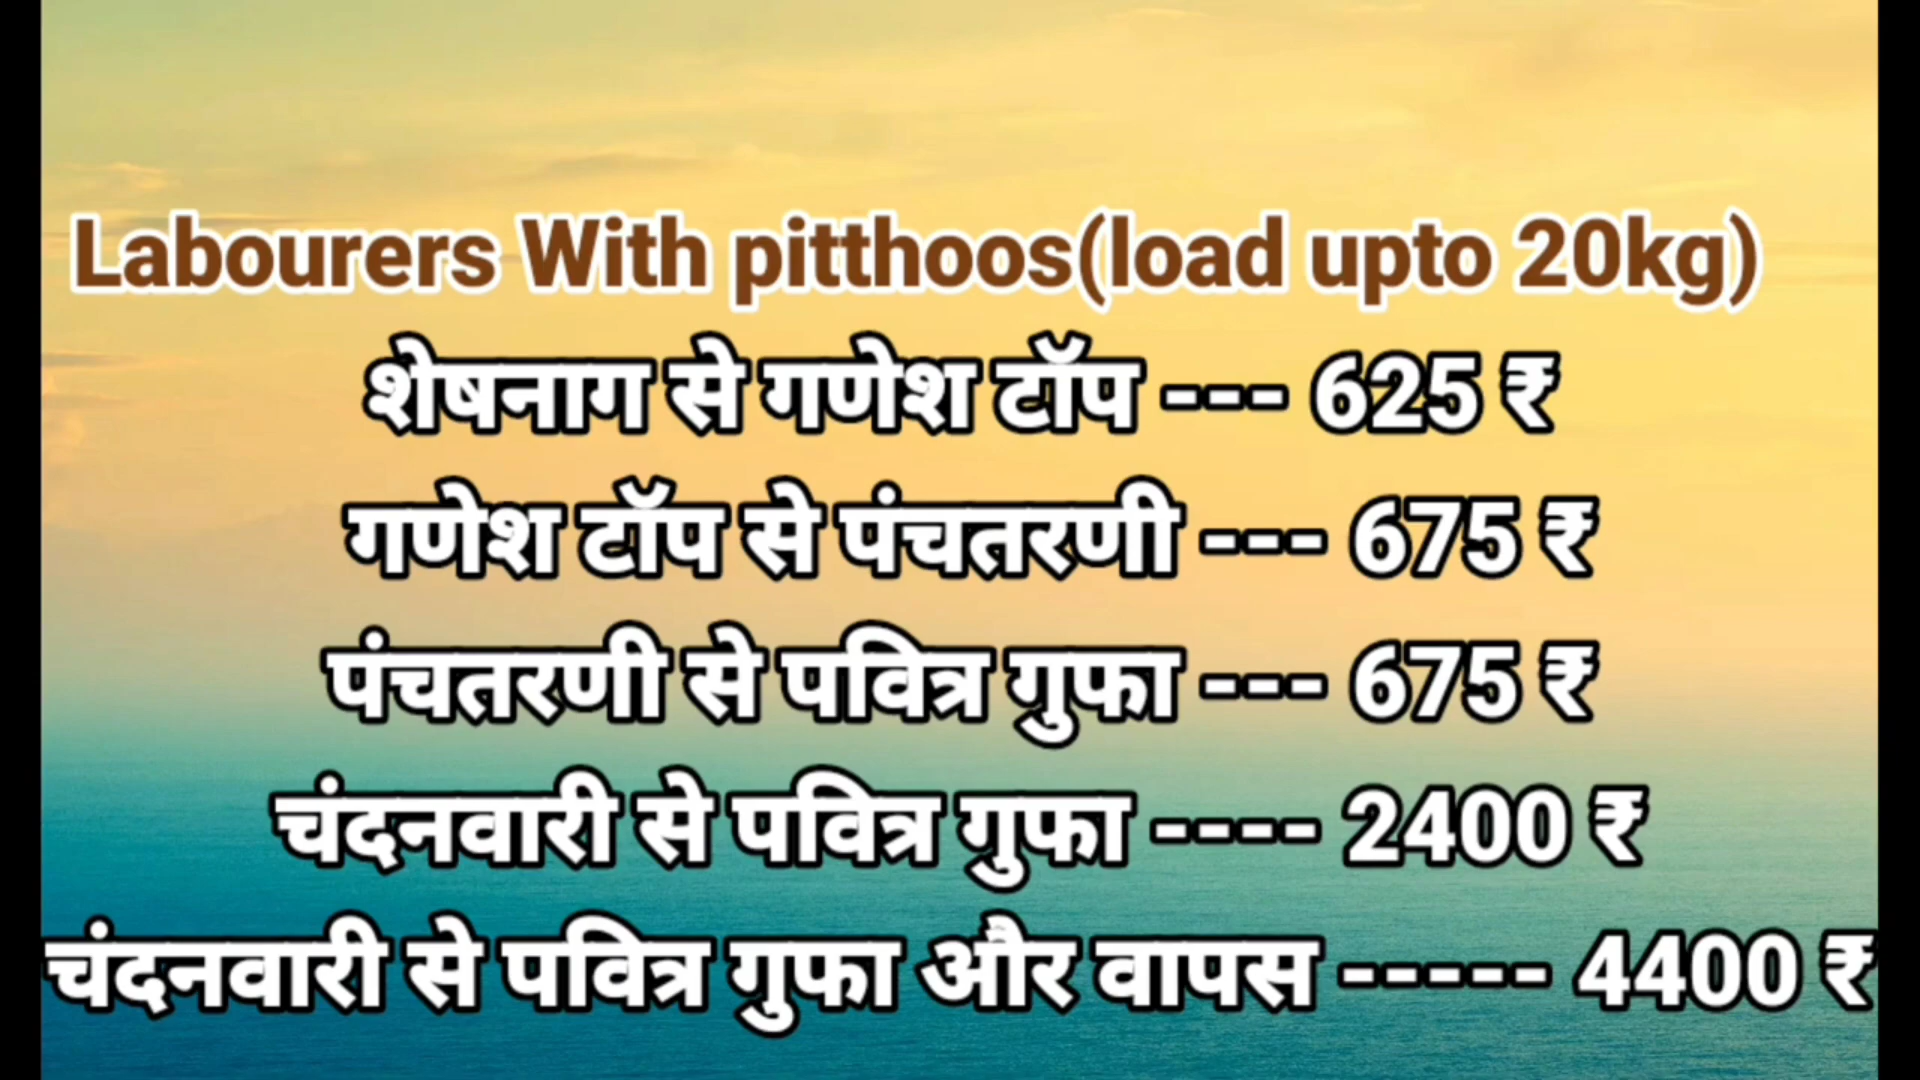 Labourers With pitthoos(load upto 20kg)
शेषनाग से गणेश टॉप --- 625 ₹
गणेश टॉप से पंचतरणी --- 675 ₹
पंचतरणी से पवित्र गुफा --- 675 ₹
चंदनवारी से पवित्र गुफा ---- 2400 ₹
चंदनवारी से पवित्र गुफा और वापस ----- 4400 ₹